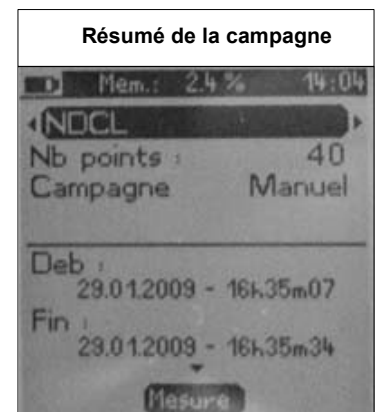 Résumé de la campagne
Mem.: 2.4 % 14:04
NDCL
Nb points : 40
Campagne Manuel
Deb :
29.01.2009 - 16h35m07
Fin :
29.01.2009 - 16h35m34
Mesure